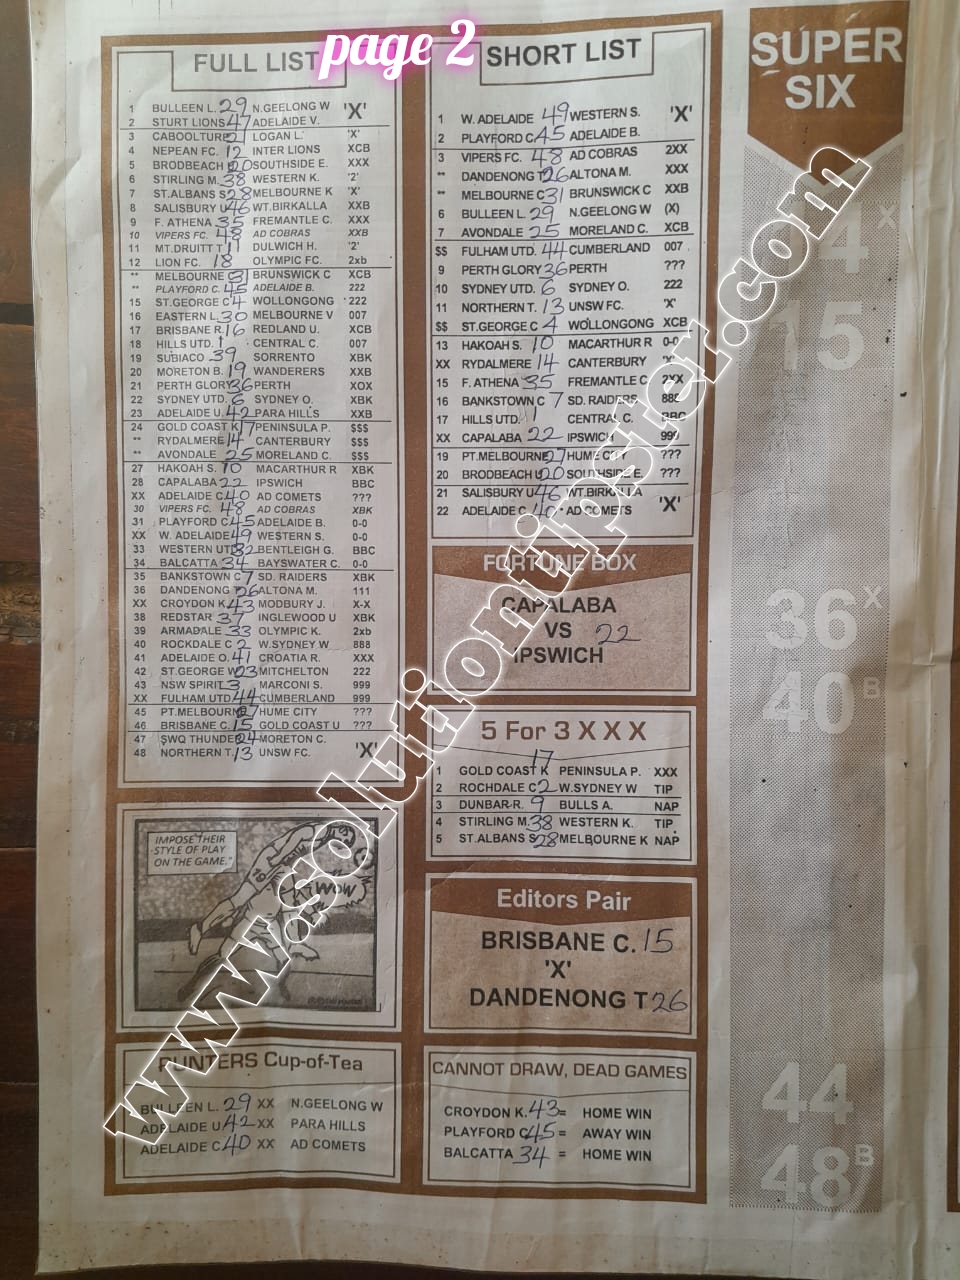 page 2
FULL LIST
1 BULLEEN L. 29 N.GEELONG W 'X'
2 STURT LIONS 47 ADELAIDE V.
3 CABOOLTURE 21 LOGAN L. 'X'
4 NEPEAN FC. 12 INTER LIONS XCB
5 BRODBEACH U 20 SOUTHSIDE E. XXX
6 STIRLING M. 38 WESTERN K. '2'
7 ST.ALBANS S 28 MELBOURNE K 'X'
8 SALISBURY U 46 WT.BIRKALLA XXB
9 F. ATHENA 35 FREMANTLE C. XXX
10 VIPERS FC. 48 AD COBRAS XXB
11 MT.DRUITT T 11 DULWICH H. '2'
12 LION FC. 18 OLYMPIC FC. 2xb
** MELBOURNE C 31 BRUNSWICK C XCB
** PLAYFORD C. 45 ADELAIDE B. 222
15 ST.GEORGE C 4 WOLLONGONG 222
16 EASTERN L. 30 MELBOURNE V 007
17 BRISBANE R. 16 REDLAND U. XCB
18 HILLS UTD. 1 CENTRAL C. 007
19 SUBIACO 39 SORRENTO XBK
20 MORETON B. 19 WANDERERS XXB
21 PERTH GLORY 36 PERTH XOX
22 SYDNEY UTD. 6 SYDNEY O. XBK
23 ADELAIDE U. 42 PARA HILLS XXB
24 GOLD COAST K 17 PENINSULA P. $$$
** RYDALMERE 14 CANTERBURY $$$
** AVONDALE 25 MORELAND C. $$$
27 HAKOAH S. 10 MACARTHUR R XBK
28 CAPALABA 22 IPSWICH BBC
XX ADELAIDE C. 40 AD COMETS ???
30 VIPERS FC. 48 AD COBRAS XBK
31 PLAYFORD C. 45 ADELAIDE B. 0-0
XX W. ADELAIDE 49 WESTERN S. 0-0
33 WESTERN UTD 32 BENTLEIGH G. BBC
34 BALCATTA 34 BAYSWATER C. 0-0
35 BANKSTOWN C 7 SD. RAIDERS XBK
36 DANDENONG T 26 ALTONA M. 111
XX CROYDON K. 43 MODBURY J. X-X
38 REDSTAR 37 INGLEWOOD U XBK
39 ARMADALE 33 OLYMPIC K. 2xb
40 ROCKDALE C 2 W.SYDNEY W 888
41 ADELAIDE O. 41 CROATIA R. XXX
42 ST.GEORGE W 23 MITCHELTON 222
43 NSW SPIRIT 3 MARCONI S. 999
XX FULHAM UTD 44 CUMBERLAND 999
45 PT.MELBOURNE 27 HUME CITY ???
46 BRISBANE C. 15 GOLD COAST U ???
47 SWQ THUNDE 24 MORETON C. 'X'
48 NORTHERN T. 13 UNSW FC.
IMPOSE THEIR
STYLE OF PLAY
ON THE GAME."
WOW
PUNTERS Cup-of-Tea
BULLEEN L. 29 XX N.GEELONG W
ADELAIDE U 42 XX PARA HILLS
ADELAIDE C 40 XX AD COMETS
SHORT LIST
1 W. ADELAIDE 49 WESTERN S. 'X'
2 PLAYFORD C 45 ADELAIDE B.
3 VIPERS FC. 48 AD COBRAS 2XX
** DANDENONG T 26 ALTONA M. XXX
** MELBOURNE C 31 BRUNSWICK C XXB
6 BULLEEN L. 29 N.GEELONG W (X)
7 AVONDALE 25 MORELAND C. XCB
$$ FULHAM UTD. 44 CUMBERLAND 007
9 PERTH GLORY 36 PERTH ???
10 SYDNEY UTD. 6 SYDNEY O. 222
11 NORTHERN T. 13 UNSW FC. 'X'
$$ ST.GEORGE C 4 WOLLONGONG XCB
13 HAKOAH S. 10 MACARTHUR R 0-0
XX RYDALMERE 14 CANTERBURY 'X'
15 F. ATHENA 35 FREMANTLE C 2XX
16 BANKSTOWN C 7 SD. RAIDERS 888
17 HILLS UTD. 1 CENTRAL C. BBC
XX CAPALABA 22 IPSWICH 999
19 PT.MELBOURNE 27 HUME CITY ???
20 BRODBEACH U 20 SOUTHSIDE E. ???
21 SALISBURY U 46 WT.BIRKALLA 'X'
22 ADELAIDE C. 40 AD COMETS
FORTUNE BOX
CAPALABA
VS 22
IPSWICH
5 For 3 X X X
1 GOLD COAST K 17 PENINSULA P. XXX
2 ROCHDALE C 2 W.SYDNEY W TIP
3 DUNBAR-R. 9 BULLS A. NAP
4 STIRLING M. 38 WESTERN K. TIP
5 ST.ALBANS S 28 MELBOURNE K NAP
Editors Pair
BRISBANE C. 15
'X'
DANDENONG T 26
CANNOT DRAW, DEAD GAMES
CROYDON K. 43 = HOME WIN
PLAYFORD C 45 = AWAY WIN
BALCATTA 34 = HOME WIN
SUPER
SIX
15
36 X
40 B
44
48 B
www.solutiontipster.com